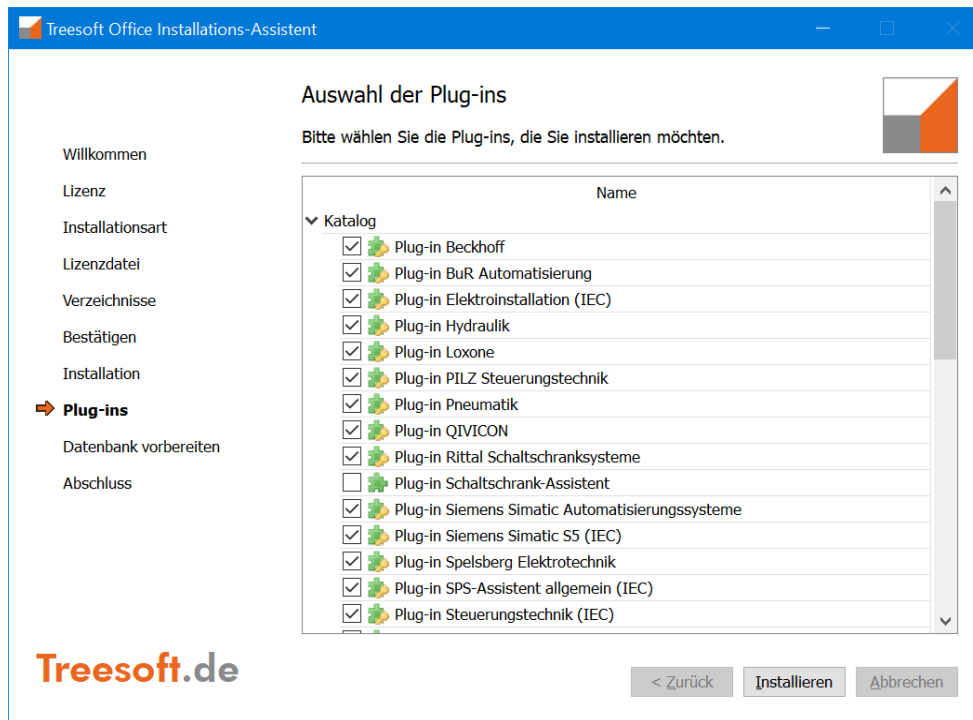 Treesoft Office Installations-Assistent
Auswahl der Plug-ins
Bitte wählen Sie die Plug-ins, die Sie installieren möchten.
Willkommen
Lizenz
Installationsart
Lizenzdatei
Verzeichnisse
Bestätigen
Installation
Plug-ins
Datenbank vorbereiten
Abschluss
Name
Katalog
Plug-in Beckhoff
Plug-in BuR Automatisierung
Plug-in Elektroinstallation (IEC)
Plug-in Hydraulik
Plug-in Loxone
Plug-in PILZ Steuerungstechnik
Plug-in Pneumatik
Plug-in QIVICON
Plug-in Rittal Schaltschranksysteme
Plug-in Schaltschrank-Assistent
Plug-in Siemens Simatic Automatisierungssysteme
Plug-in Siemens Simatic S5 (IEC)
Plug-in Spelsberg Elektrotechnik
Plug-in SPS-Assistent allgemein (IEC)
Plug-in Steuerungstechnik (IEC)
Treesoft.de
< Zurück
Installieren
Abbrechen